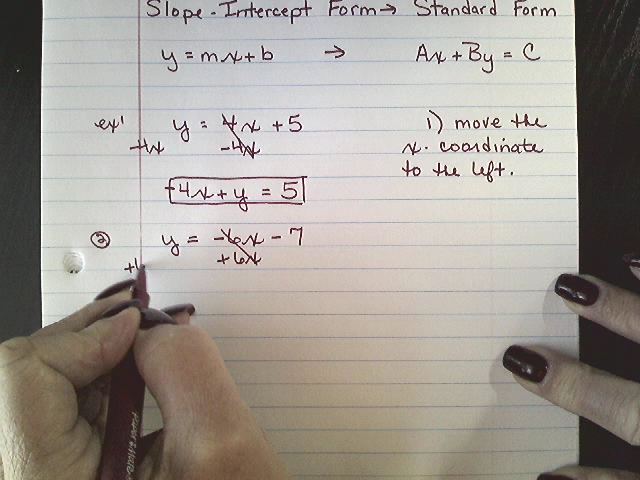 Slope-Intercept Form → Standard Form
y = mx + b → Ax + By = C
ex' y = 4x + 5
-4x -4x
-4x + y = 5
② y = -6x - 7
+6x
1) move the
x. coordinate
to the left.